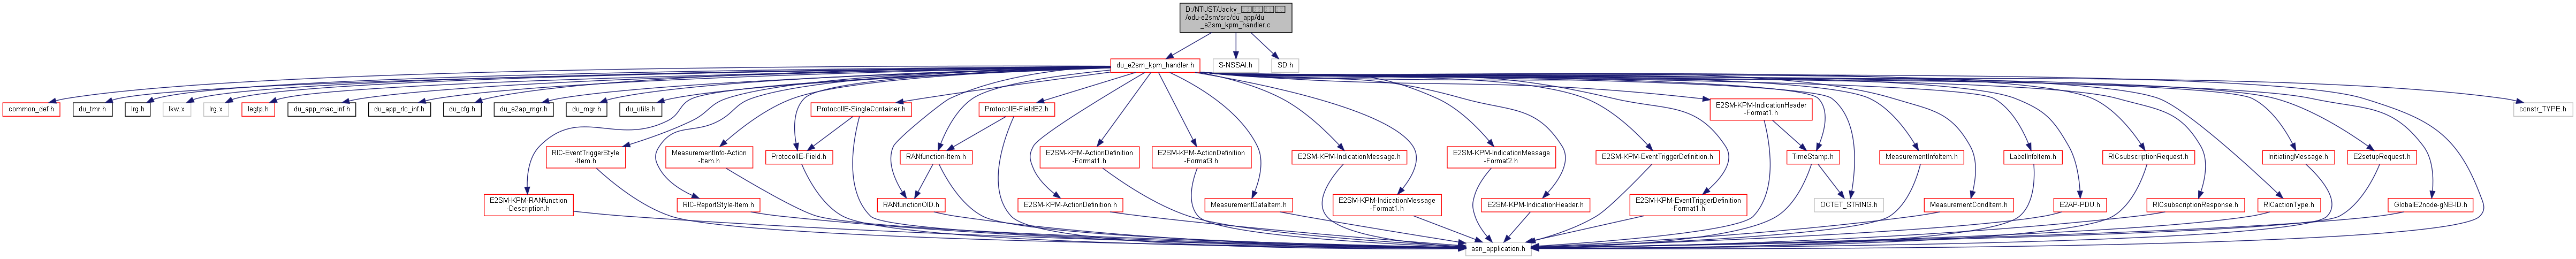 D:/NTUST/Jacky_
/odu-e2sm/src/du_app/du
_e2sm_kpm_handler.c
du_e2sm_kpm_handler.h
S-NSSAI.h
SD.h
common_def.h
du_tmr.h
lrg.h
lkw.x
lrg.x
legtp.h
du_app_mac_inf.h
du_app_rlc_inf.h
du_cfg.h
du_e2ap_mgr.h
du_mgr.h
du_utils.h
ProtocolIE-SingleContainer.h
ProtocolIE-FieldE2.h
E2SM-KPM-IndicationHeader
-Format1.h
constr_TYPE.h
RIC-EventTriggerStyle
-Item.h
MeasurementInfo-Action
-Item.h
ProtocolIE-Field.h
RANfunction-Item.h
E2SM-KPM-ActionDefinition
-Format1.h
E2SM-KPM-ActionDefinition
-Format3.h
E2SM-KPM-IndicationMessage.h
E2SM-KPM-IndicationMessage
-Format2.h
E2SM-KPM-EventTriggerDefinition.h
TimeStamp.h
MeasurementInfoItem.h
LabelInfoItem.h
RICsubscriptionRequest.h
InitiatingMessage.h
E2setupRequest.h
E2SM-KPM-RANfunction
-Description.h
RIC-ReportStyle-Item.h
RANfunctionOID.h
E2SM-KPM-ActionDefinition.h
MeasurementDataItem.h
E2SM-KPM-IndicationMessage
-Format1.h
E2SM-KPM-IndicationHeader.h
E2SM-KPM-EventTriggerDefinition
-Format1.h
OCTET_STRING.h
MeasurementCondItem.h
E2AP-PDU.h
RICsubscriptionResponse.h
RICactionType.h
GlobalE2node-gNB-ID.h
asn_application.h